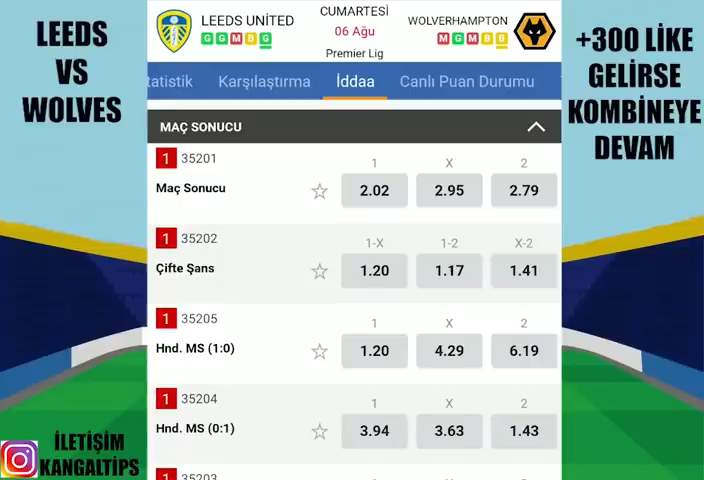 LEEDS
VS
WOLVES
LEEDS UNİTED
G G M B G
CUMARTESİ
06 Ağu
Premier Lig
WOLVERHAMPTON
M G M B B
+300 LİKE
GELİRSE
KOMBİNEYE
DEVAM
tatistik Karşılaştırma İddaa Canlı Puan Durumu
MAÇ SONUCU
1 35201 1 X 2
Maç Sonucu 2.02 2.95 2.79
1 35202 1-X 1-2 X-2
Çifte Şans 1.20 1.17 1.41
1 35205 1 X 2
Hnd. MS (1:0) 1.20 4.29 6.19
1 35204 1 X 2
Hnd. MS (0:1) 3.94 3.63 1.43
35203
İLETİŞİM
KANGALTİPS